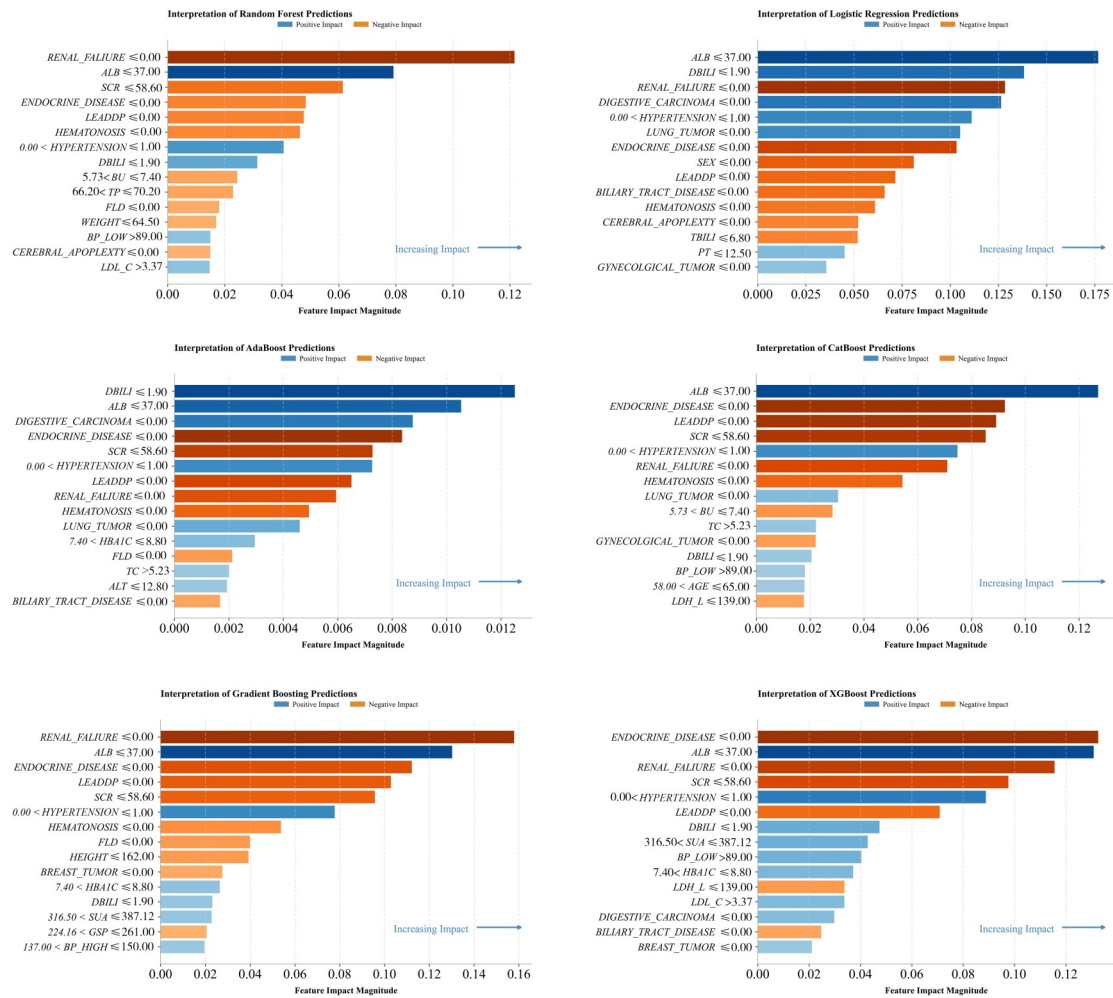 Interpretation of Random Forest Predictions
Positive Impact Negative Impact
RENAL_FALIURE ≤0.00
ALB ≤37.00
SCR ≤58.60
ENDOCRINE_DISEASE ≤0.00
LEADDP ≤0.00
HEMATONOSIS ≤0.00
0.00 < HYPERTENSION ≤1.00
DBILI ≤1.90
5.73< BU ≤7.40
66.20< TP ≤70.20
FLD ≤0.00
WEIGHT ≤64.50
BP_LOW >89.00
CEREBRAL_APOPLEXTY ≤0.00
LDL_C >3.37
Increasing Impact
0.00 0.02 0.04 0.06 0.08 0.10 0.12
Feature Impact Magnitude
Interpretation of Logistic Regression Predictions
Positive Impact Negative Impact
ALB ≤37.00
DBILI ≤1.90
RENAL_FALIURE ≤0.00
DIGESTIVE_CARCINOMA ≤0.00
0.00 < HYPERTENSION ≤1.00
LUNG_TUMOR ≤0.00
ENDOCRINE_DISEASE ≤0.00
SEX ≤0.00
LEADDP ≤0.00
BILIARY_TRACT_DISEASE ≤0.00
HEMATONOSIS ≤0.00
CEREBRAL_APOPLEXTY ≤0.00
TBILI ≤6.80
PT ≤12.50
GYNECOLGICAL_TUMOR ≤0.00
Increasing Impact
0.000 0.025 0.050 0.075 0.100 0.125 0.150 0.175
Feature Impact Magnitude
Interpretation of AdaBoost Predictions
Positive Impact Negative Impact
DBILI ≤1.90
ALB ≤37.00
DIGESTIVE_CARCINOMA ≤0.00
ENDOCRINE_DISEASE ≤0.00
SCR ≤58.60
0.00 < HYPERTENSION ≤1.00
LEADDP ≤0.00
RENAL_FALIURE ≤0.00
HEMATONOSIS ≤0.00
LUNG_TUMOR ≤0.00
7.40 < HBA1C ≤8.80
FLD ≤0.00
TC >5.23
ALT ≤12.80
BILIARY_TRACT_DISEASE ≤0.00
Increasing Impact
0.000 0.002 0.004 0.006 0.008 0.010 0.012
Feature Impact Magnitude
Interpretation of CatBoost Predictions
Positive Impact Negative Impact
ALB ≤37.00
ENDOCRINE_DISEASE ≤0.00
LEADDP ≤0.00
SCR ≤58.60
0.00 < HYPERTENSION ≤1.00
RENAL_FALIURE ≤0.00
HEMATONOSIS ≤0.00
LUNG_TUMOR ≤0.00
5.73 < BU ≤7.40
TC >5.23
GYNECOLGICAL_TUMOR ≤0.00
DBILI ≤1.90
BP_LOW >89.00
58.00 < AGE ≤65.00
LDH_L ≤139.00
Increasing Impact
0.00 0.02 0.04 0.06 0.08 0.10 0.12
Feature Impact Magnitude
Interpretation of Gradient Boosting Predictions
Positive Impact Negative Impact
RENAL_FALIURE ≤0.00
ALB ≤37.00
ENDOCRINE_DISEASE ≤0.00
LEADDP ≤0.00
SCR ≤58.60
0.00 < HYPERTENSION ≤1.00
HEMATONOSIS ≤0.00
FLD ≤0.00
HEIGHT ≤162.00
BREAST_TUMOR ≤0.00
7.40 < HBA1C ≤8.80
DBILI ≤1.90
316.50 < SUA ≤387.12
224.16 < GSP ≤261.00
137.00 < BP_HIGH ≤150.00
Increasing Impact
0.00 0.02 0.04 0.06 0.08 0.10 0.12 0.14 0.16
Feature Impact Magnitude
Interpretation of XGBoost Predictions
Positive Impact Negative Impact
ENDOCRINE_DISEASE ≤0.00
ALB ≤37.00
RENAL_FALIURE ≤0.00
SCR ≤58.60
0.00< HYPERTENSION ≤1.00
LEADDP ≤0.00
DBILI ≤1.90
316.50< SUA ≤387.12
BP_LOW >89.00
7.40< HBA1C ≤8.80
LDH_L ≤139.00
LDL_C >3.37
DIGESTIVE_CARCINOMA ≤0.00
BILIARY_TRACT_DISEASE ≤0.00
BREAST_TUMOR ≤0.00
Increasing Impact
0.00 0.02 0.04 0.06 0.08 0.10 0.12
Feature Impact Magnitude